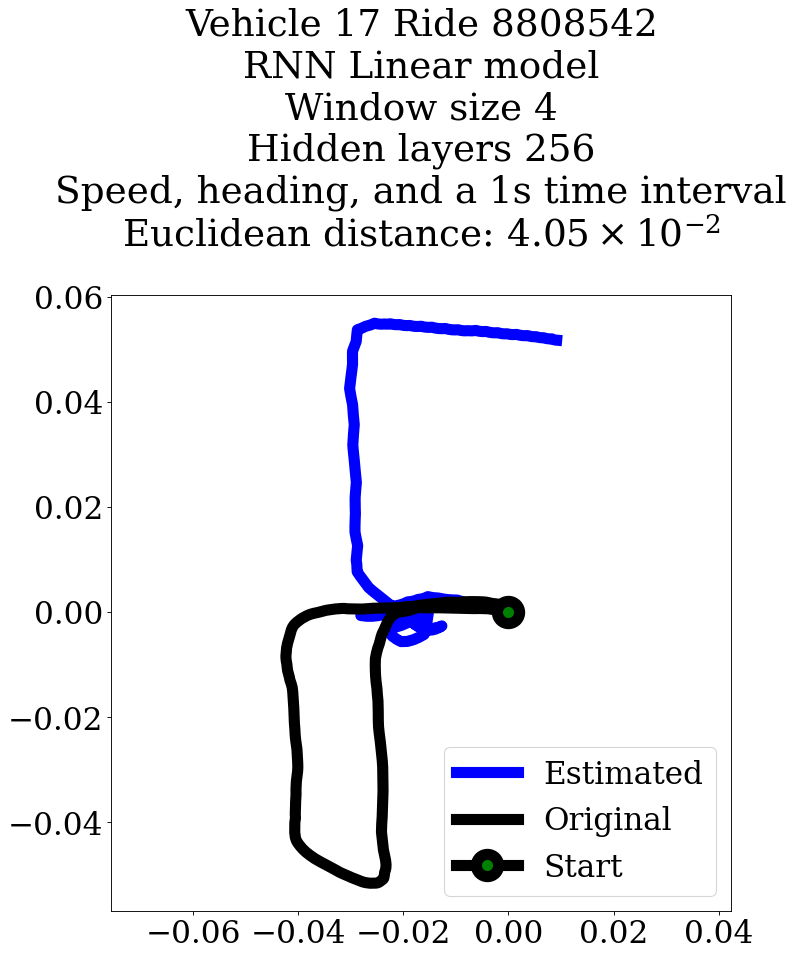 Vehicle 17 Ride 8808542
RNN Linear model
Window size 4
Hidden layers 256
Speed, heading, and a 1s time interval
Euclidean distance: 4.05 × 10⁻²
0.06
0.04
0.02
0.00
−0.02
−0.04
Estimated
Original
Start
−0.06 −0.04 −0.02 0.00 0.02 0.04